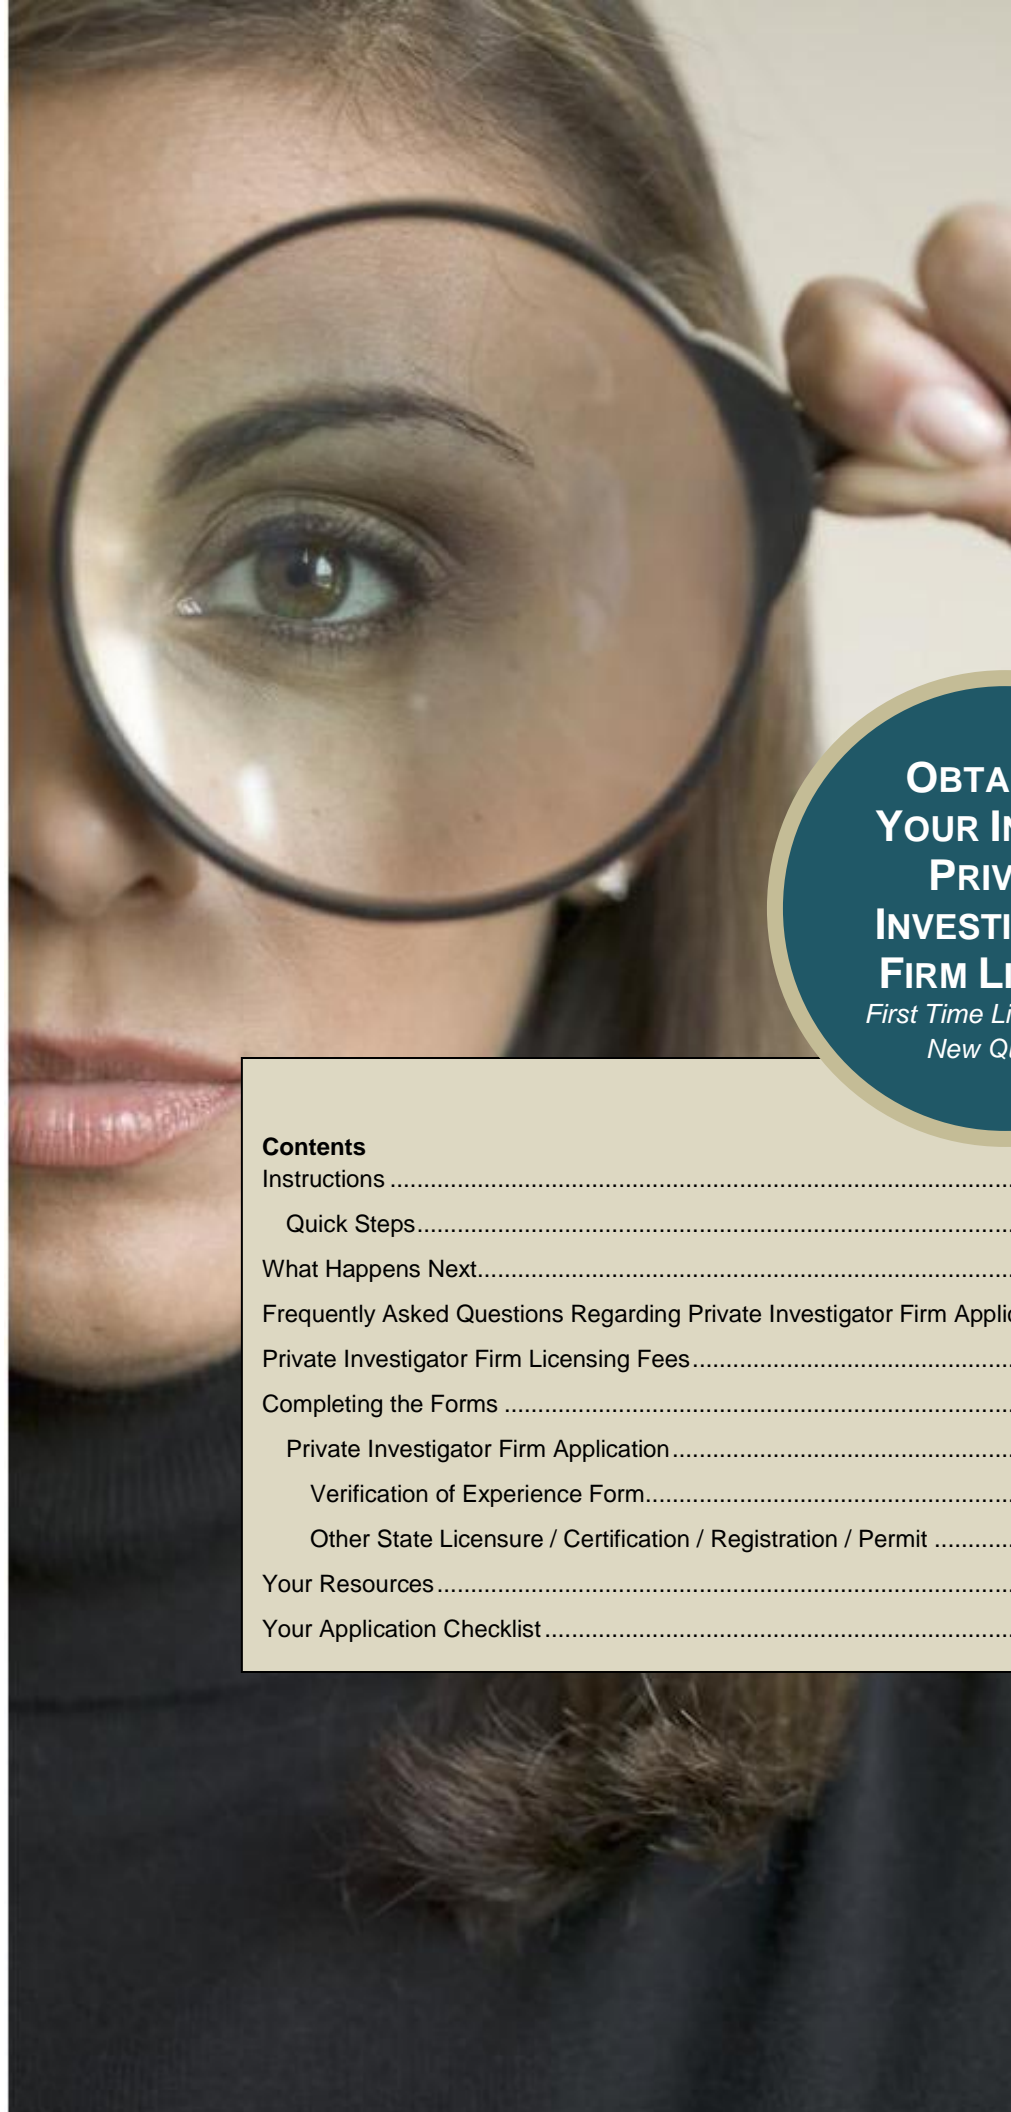 OBTA
YOUR IN
PRIV
INVESTI
FIRM LI
First Time Li
New Qu
Contents
Instructions ................................................................
Quick Steps................................................................
What Happens Next................................................................
Frequently Asked Questions Regarding Private Investigator Firm Applic
Private Investigator Firm Licensing Fees................................................
Completing the Forms ................................................................
Private Investigator Firm Application................................................
Verification of Experience Form................................................
Other State Licensure / Certification / Registration / Permit ............
Your Resources................................................................
Your Application Checklist................................................................